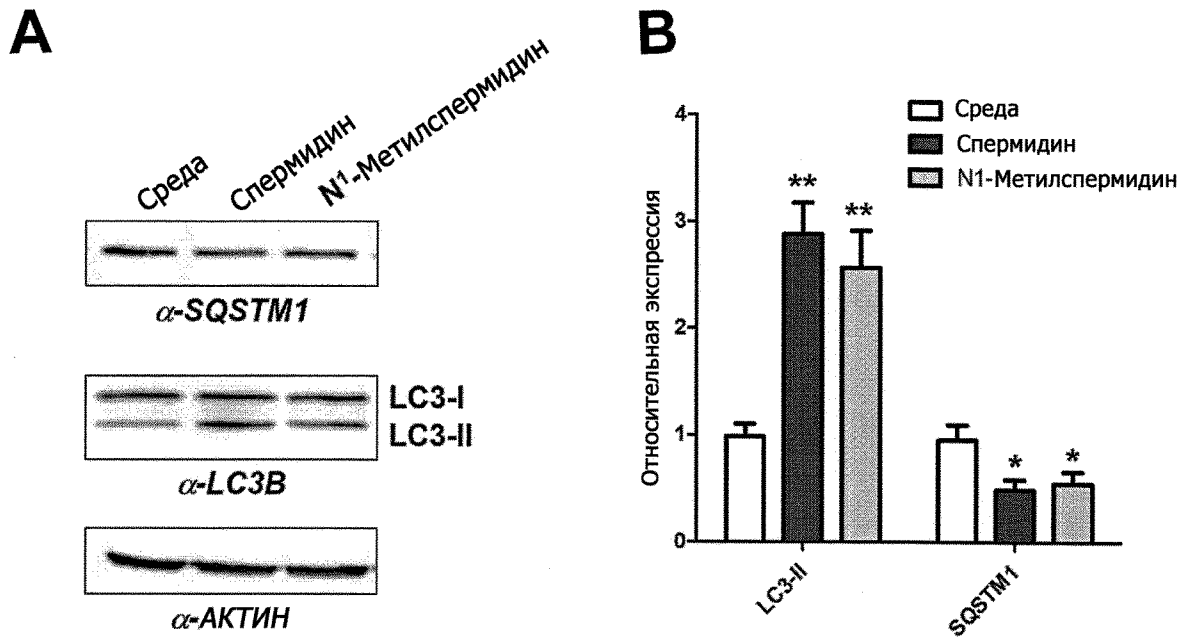 A
Среда
Спермидин
N¹-Метилспермидин
α-SQSTM1
LC3-I
LC3-II
α-LC3B
α-АКТИН
B
Среда
Спермидин
N1-Метилспермидин
Относительная экспрессия
4
3
2
1
0
**
**
*
*
LC3-II
SQSTM1